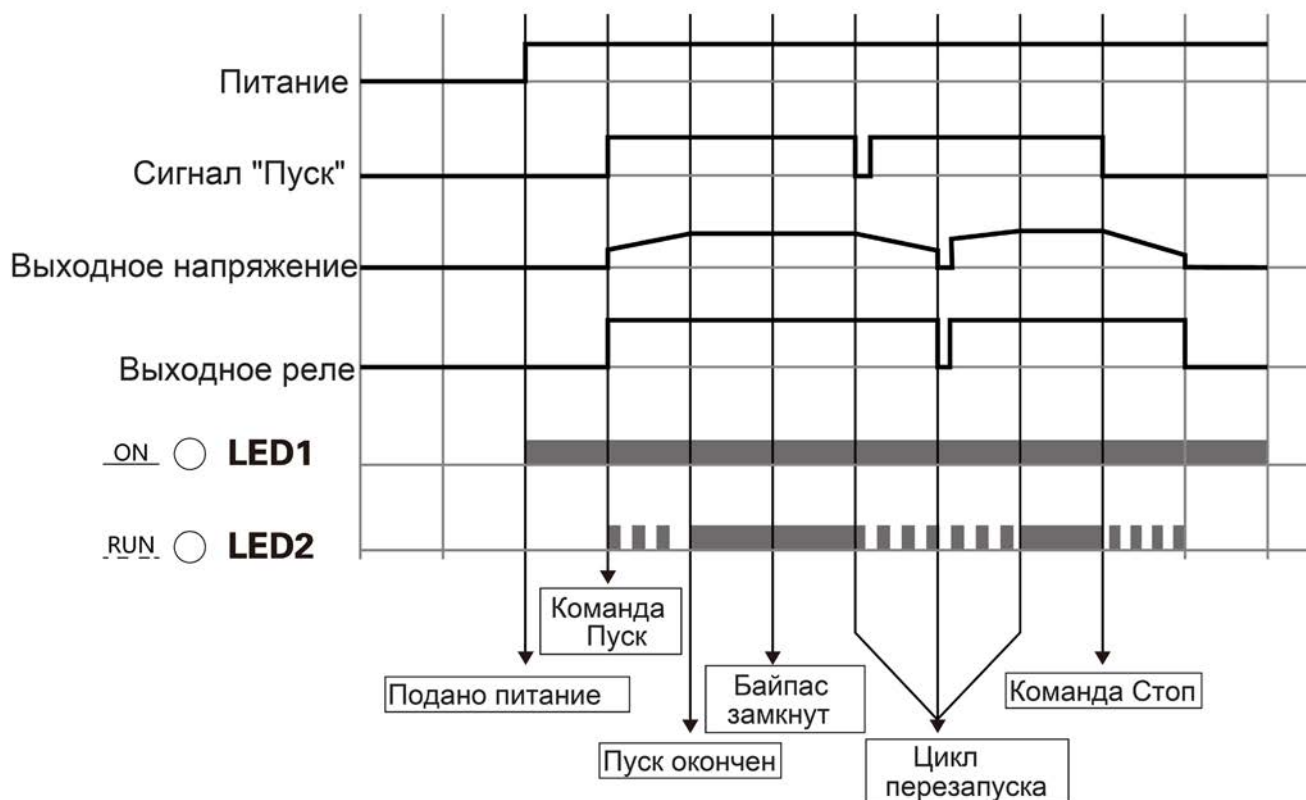 Питание
Сигнал "Пуск"
Выходное напряжение
Выходное реле
ON LED1
RUN LED2
Команда
Пуск
Подано питание
Байпас
замкнут
Команда Стоп
Пуск окончен
Цикл
перезапуска